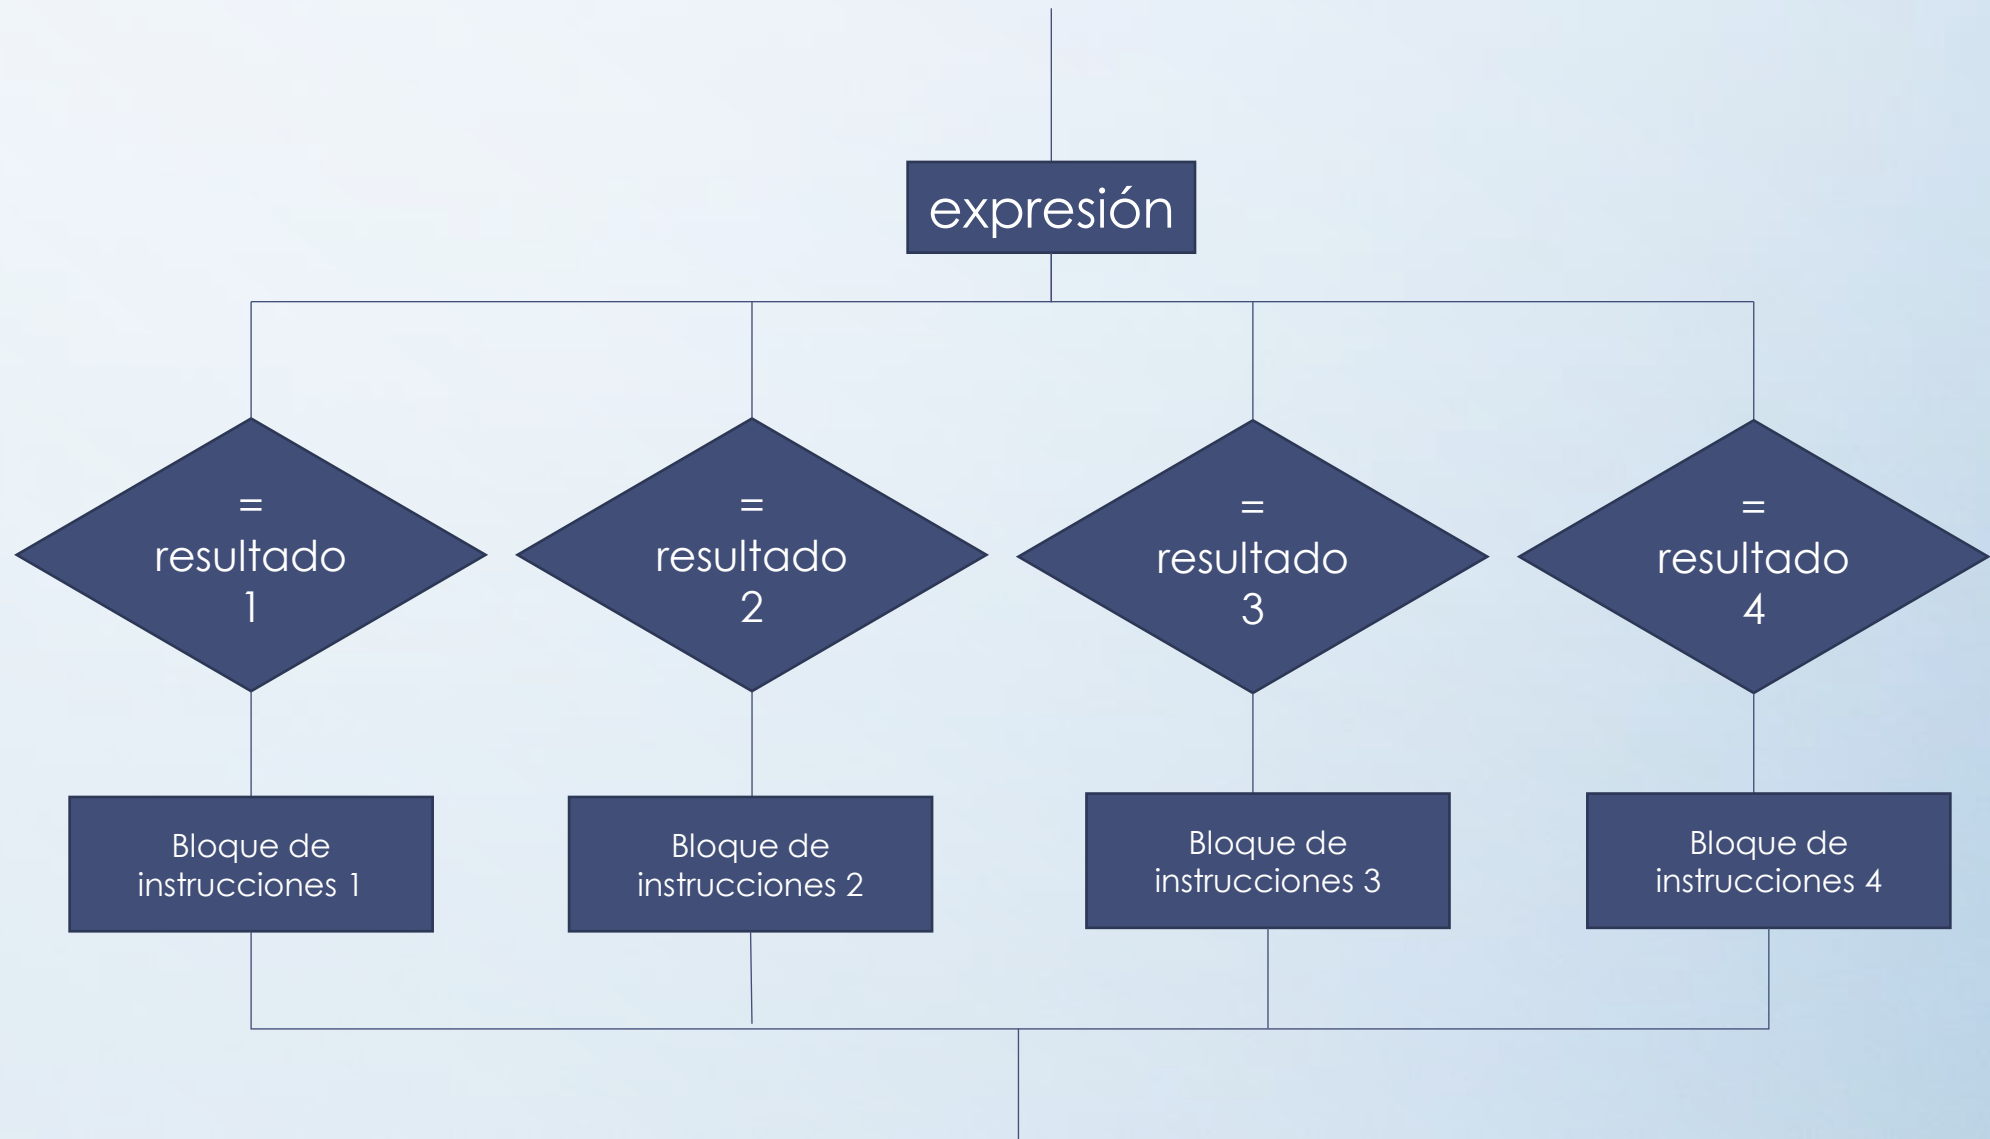 expresión
=
resultado
1
=
resultado
2
=
resultado
3
=
resultado
4
Bloque de
instrucciones 1
Bloque de
instrucciones 2
Bloque de
instrucciones 3
Bloque de
instrucciones 4